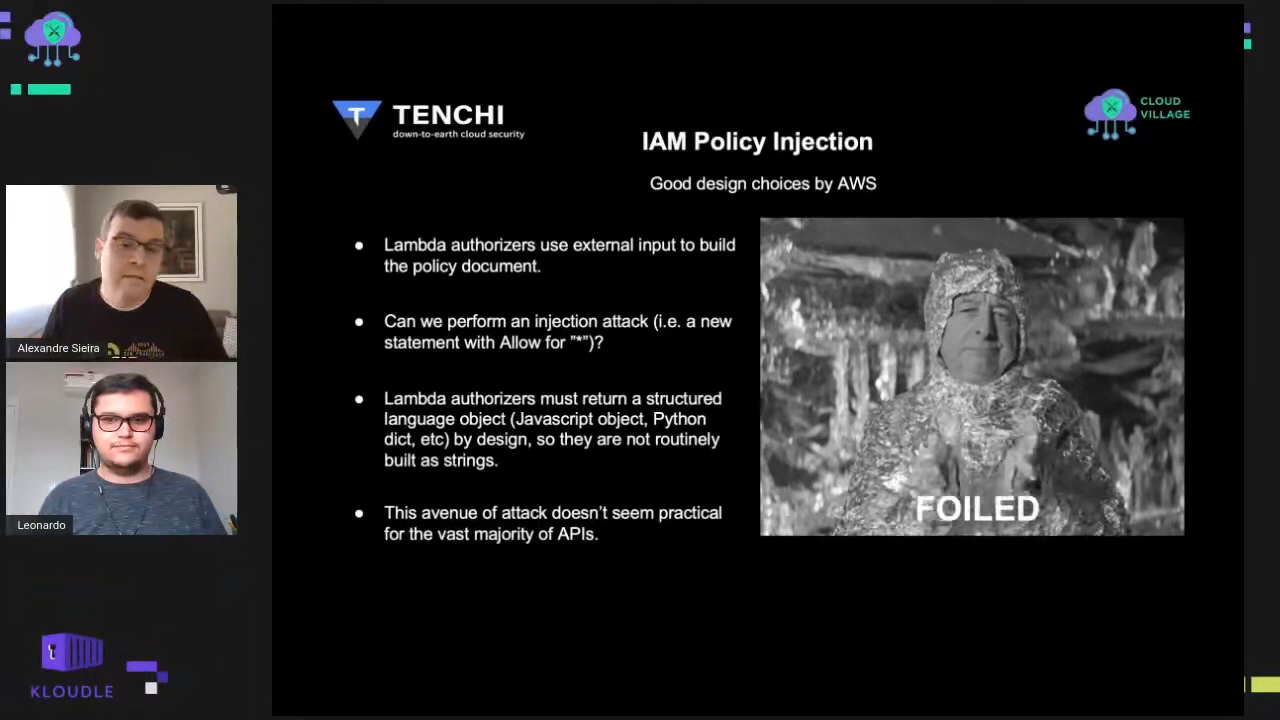 TENCHI
down-to-earth cloud security
CLOUD
VILLAGE
IAM Policy Injection
Good design choices by AWS
● Lambda authorizers use external input to build
the policy document.
● Can we perform an injection attack (i.e. a new
statement with Allow for "*")?
● Lambda authorizers must return a structured
language object (Javascript object, Python
dict, etc) by design, so they are not routinely
built as strings.
● This avenue of attack doesn't seem practical
for the vast majority of APIs.
FOILED
Alexandre Sieira
Leonardo
KLOUDLE